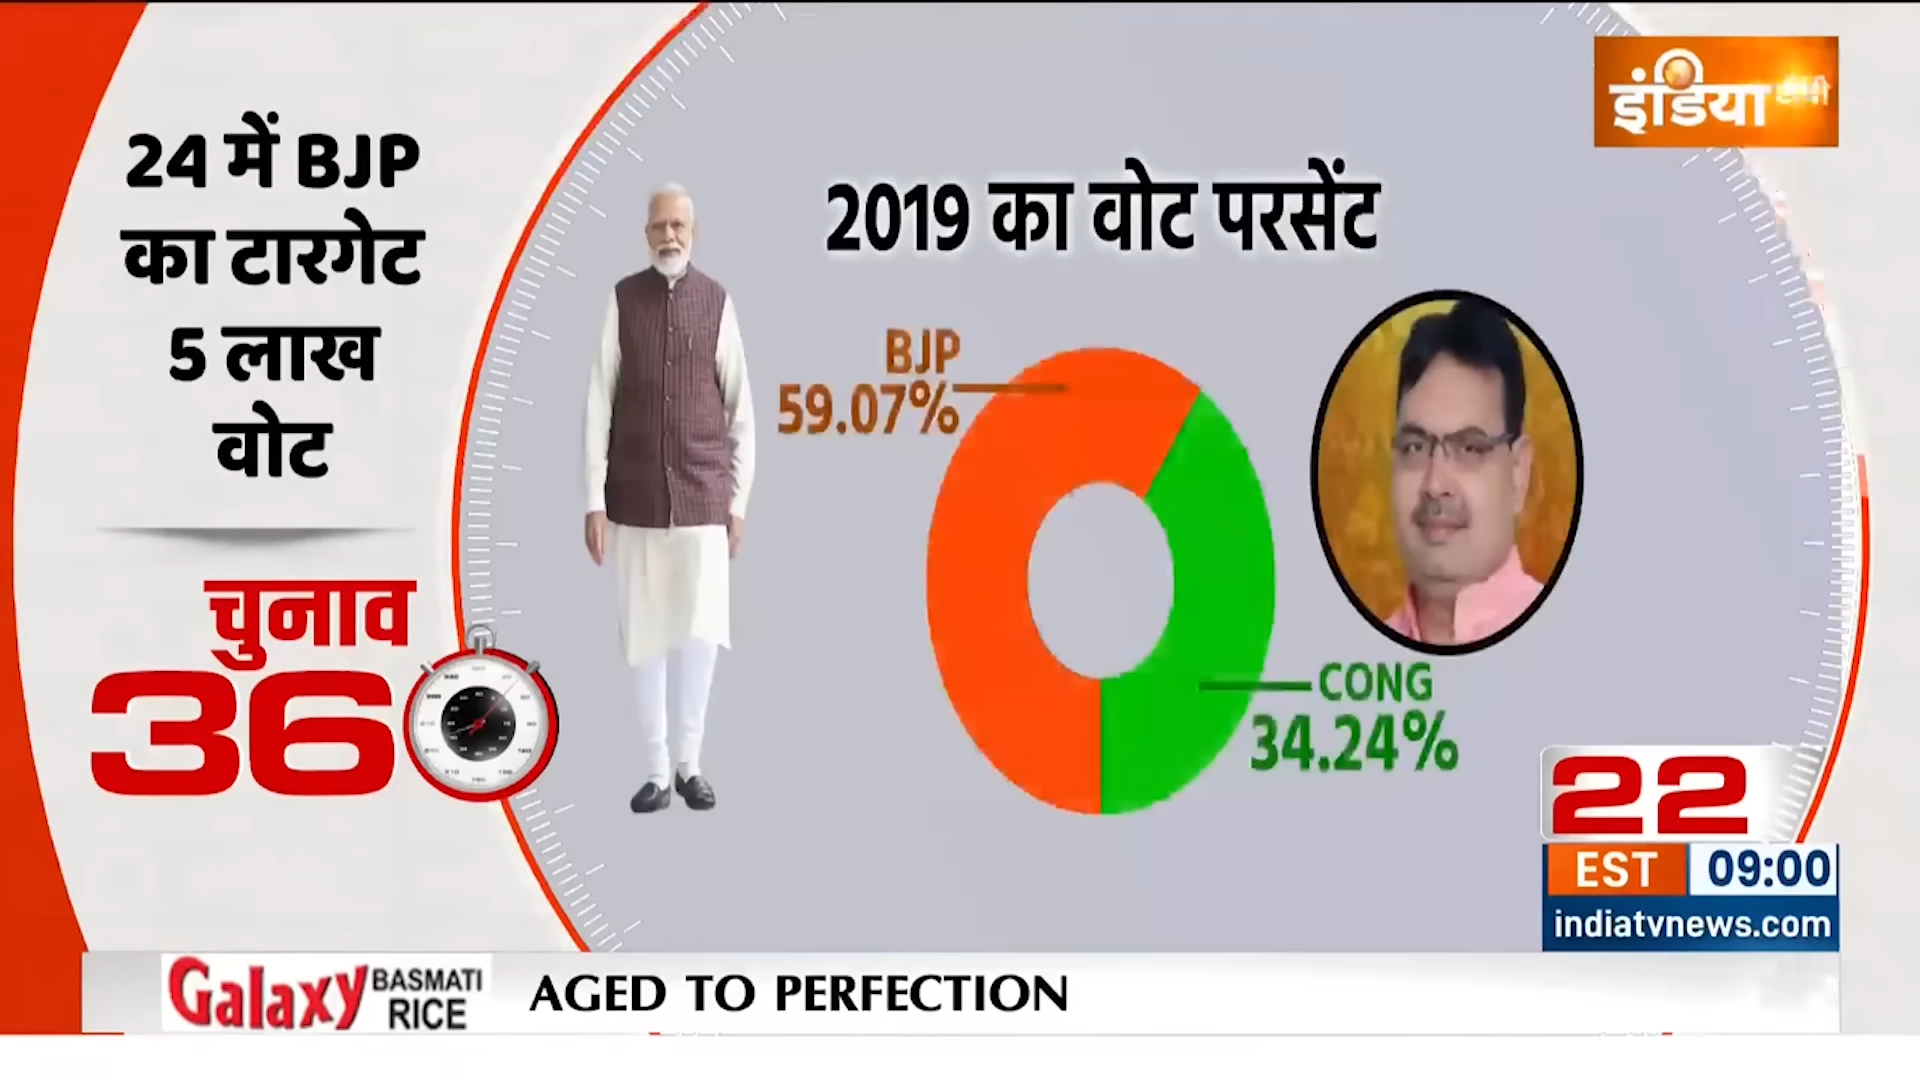 24 में BJP
का टारगेट
5 लाख
वोट
चुनाव
36
इंडिया
2019 का वोट परसेंट
BJP
59.07%
CONG
34.24%
22
EST 09:00
indiatvnews.com
Galaxy BASMATI RICE
AGED TO PERFECTION